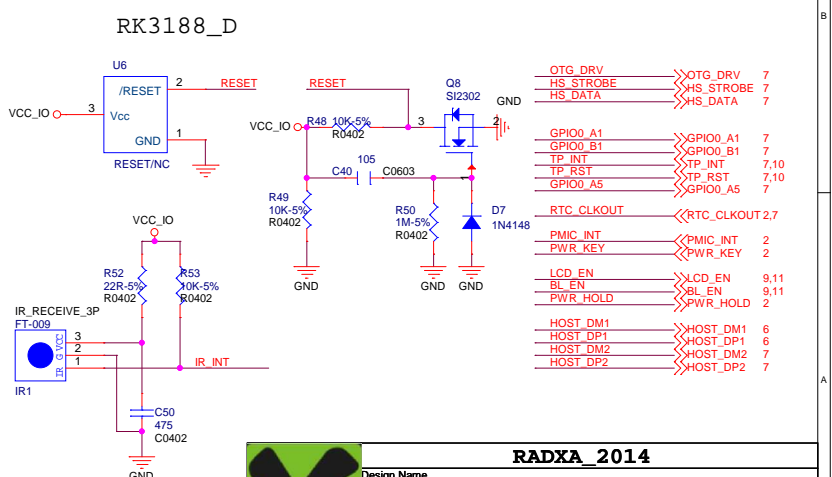 RK3188_D
B
U6
/RESET
2
RESET
VCC_IO
3
Vcc
GND
1
RESET/NC
RESET
Q8
SI2302
VCC_IO
R48 10K-5%
R0402
3
2
GND
1
C40
105
C0603
R49
10K-5%
R0402
R50
1M-5%
R0402
D7
1N4148
GND
GND
GND
OTG_DRV OTG_DRV 7
HS_STROBE HS_STROBE 7
HS_DATA HS_DATA 7
GPIO0_A1 GPIO0_A1 7
GPIO0_B1 GPIO0_B1 7
TP_INT TP_INT 7,10
TP_RST TP_RST 7,10
GPIO0_A5 GPIO0_A5 7
RTC_CLKOUT RTC_CLKOUT 2,7
PMIC_INT PMIC_INT 2
PWR_KEY PWR_KEY 2
LCD_EN LCD_EN 9,11
BL_EN BL_EN 9,11
PWR_HOLD PWR_HOLD 2
HOST_DM1 HOST_DM1 6
HOST_DP1 HOST_DP1 6
HOST_DM2 HOST_DM2 7
HOST_DP2 HOST_DP2 7
A
VCC_IO
R52
22R-5%
R0402
R53
10K-5%
R0402
IR_RECEIVE_3P
FT-009
VCC
G
IR
3
2
1
IR_INT
IR1
C50
475
C0402
GND
RADXA_2014
Design Name